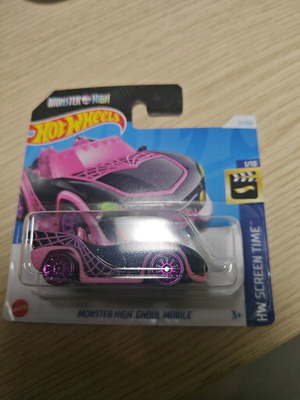 MONSTER HIGH
Hot Wheels
1/10
HW SCREEN TIME
MONSTER HIGH GHOUL MOBILE
3+